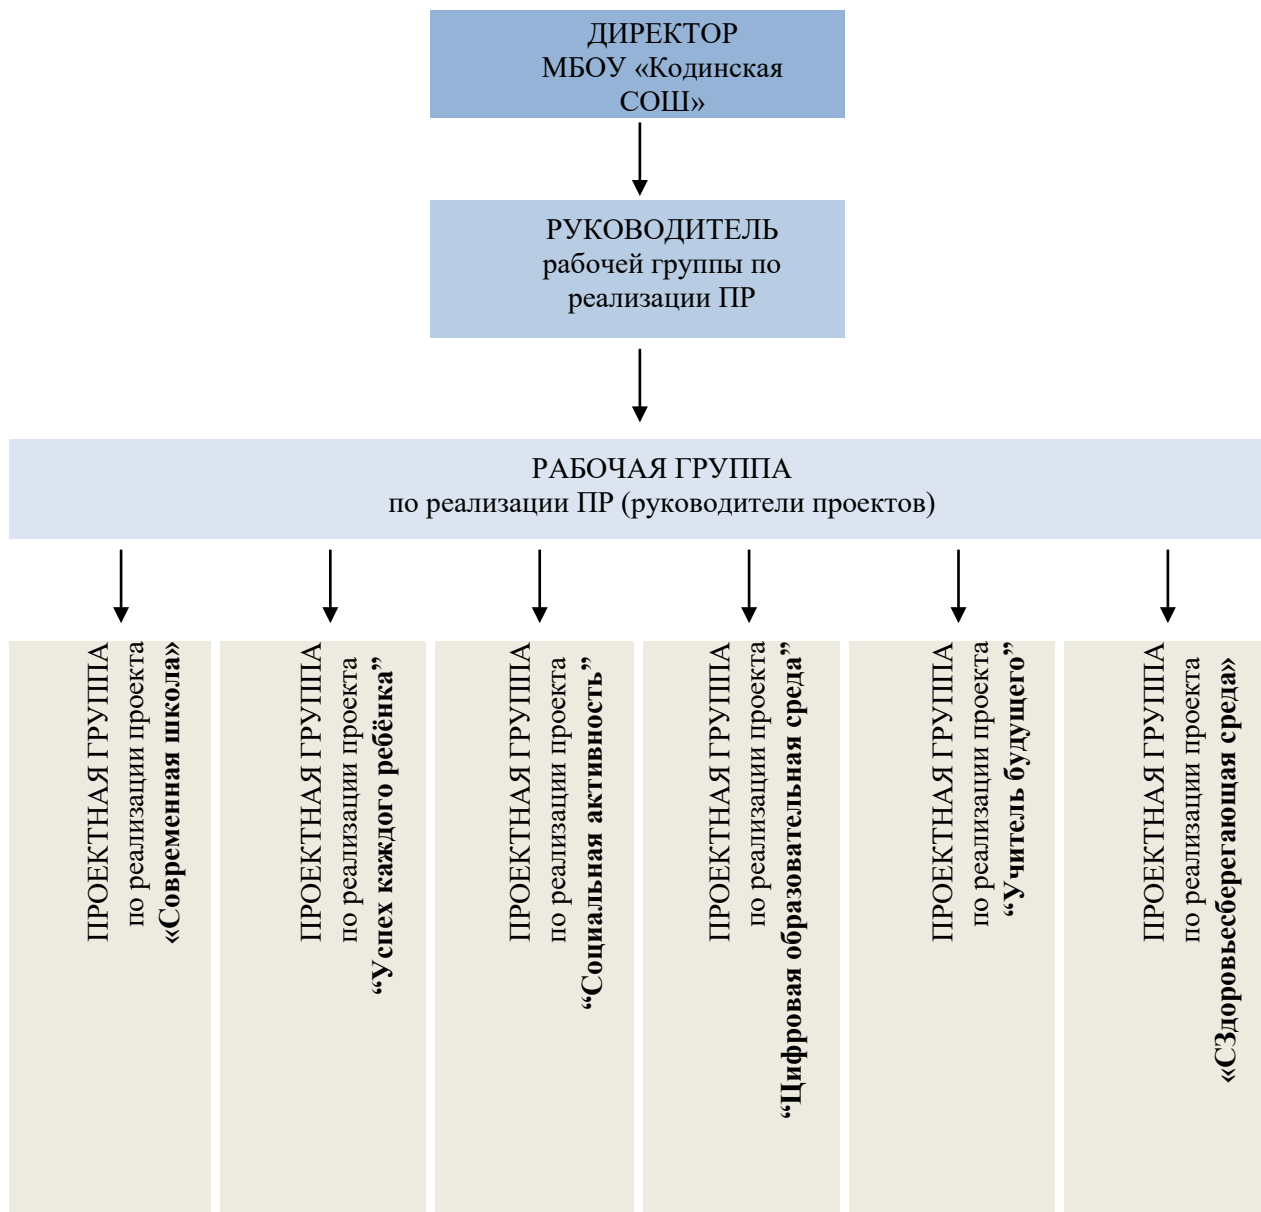 ДИРЕКТОР
МБОУ «Кодинская
СОШ»
РУКОВОДИТЕЛЬ
рабочей группы по
реализации ПР
РАБОЧАЯ ГРУППА
по реализации ПР (руководители проектов)
ПРОЕКТНАЯ ГРУППА
по реализации проекта
«Современная школа»
ПРОЕКТНАЯ ГРУППА
по реализации проекта
“Успех каждого ребёнка”
ПРОЕКТНАЯ ГРУППА
по реализации проекта
“Социальная активность”
ПРОЕКТНАЯ ГРУППА
по реализации проекта
“Цифровая образовательная среда”
ПРОЕКТНАЯ ГРУППА
по реализации проекта
“Учитель будущего”
ПРОЕКТНАЯ ГРУППА
по реализации проекта
«СЗдоровьесберегающая среда»